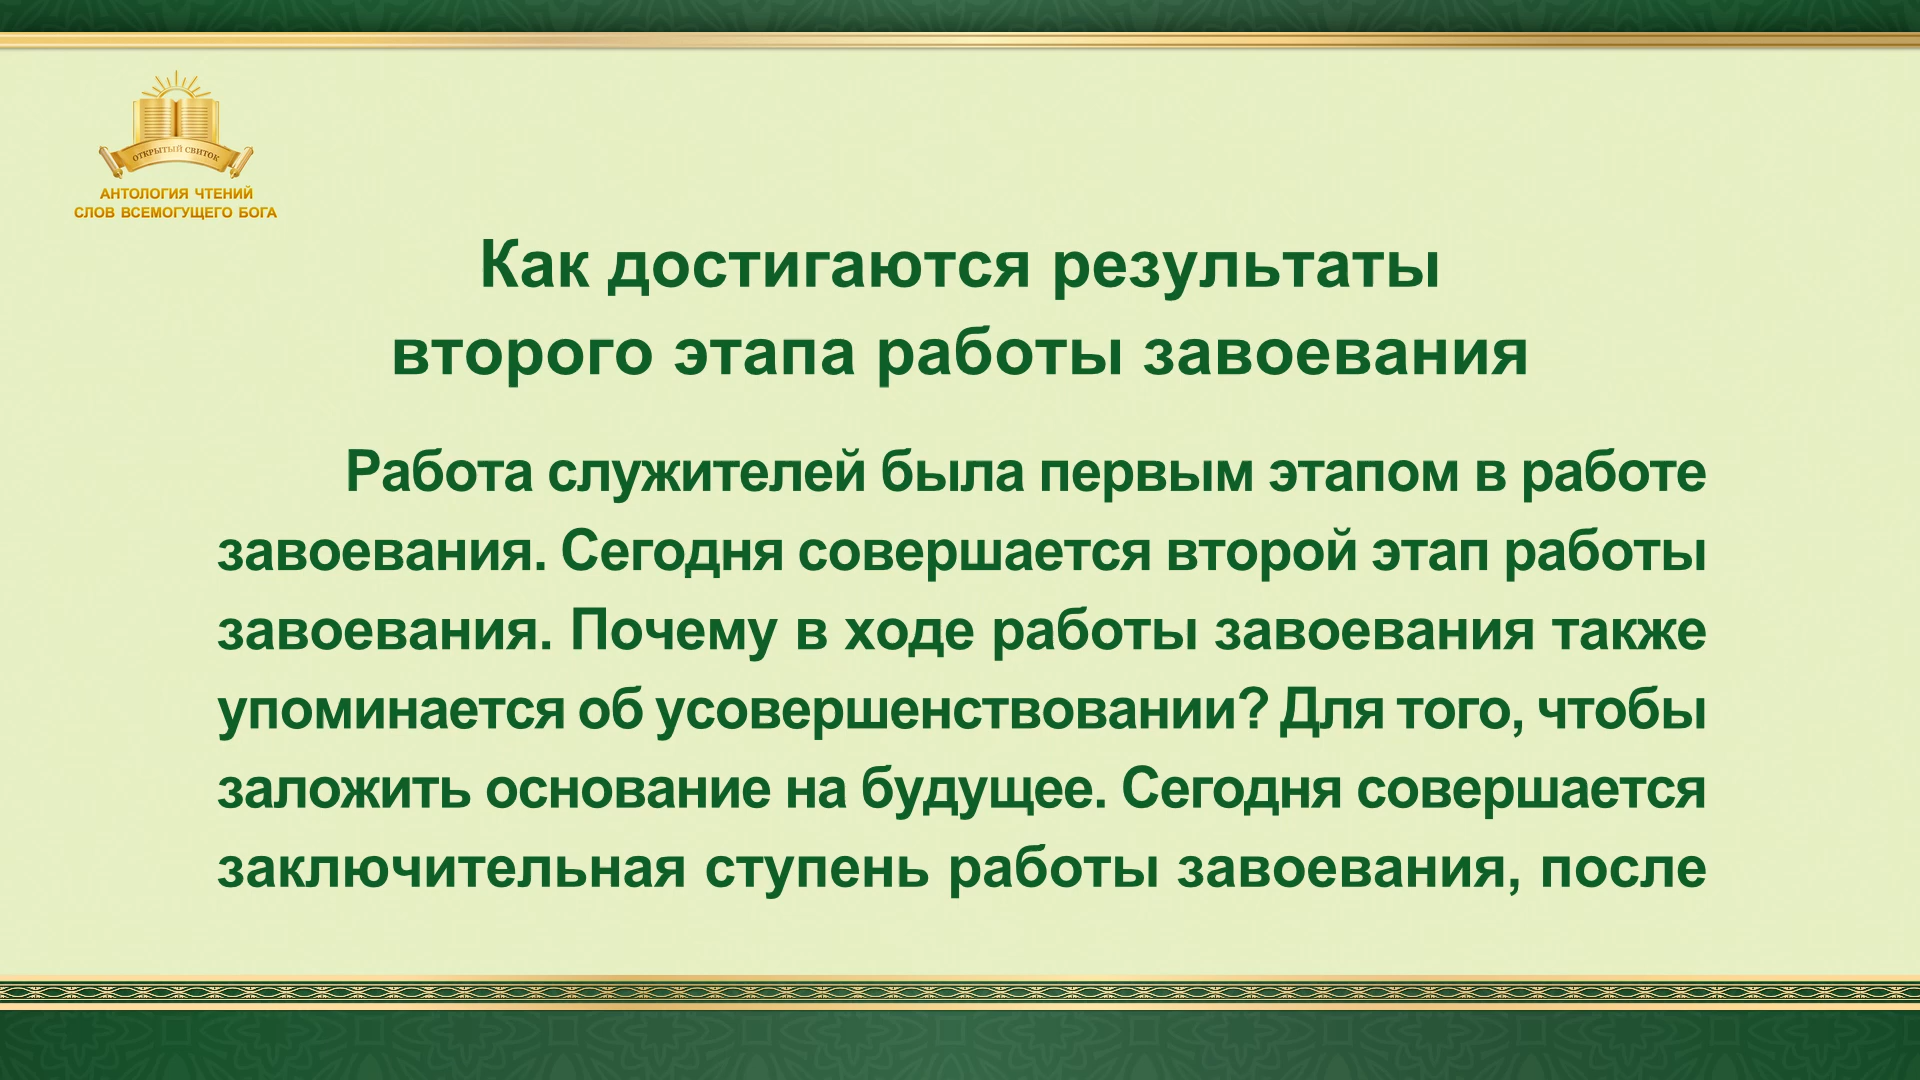 ОТКРЫТЫЙ СВИТОК
АНТОЛОГИЯ ЧТЕНИЙ
СЛОВ ВСЕМОГУЩЕГО БОГА
Как достигаются результаты
второго этапа работы завоевания
Работа служителей была первым этапом в работе
завоевания. Сегодня совершается второй этап работы
завоевания. Почему в ходе работы завоевания также
упоминается об усовершенствовании? Для того, чтобы
заложить основание на будущее. Сегодня совершается
заключительная ступень работы завоевания, после